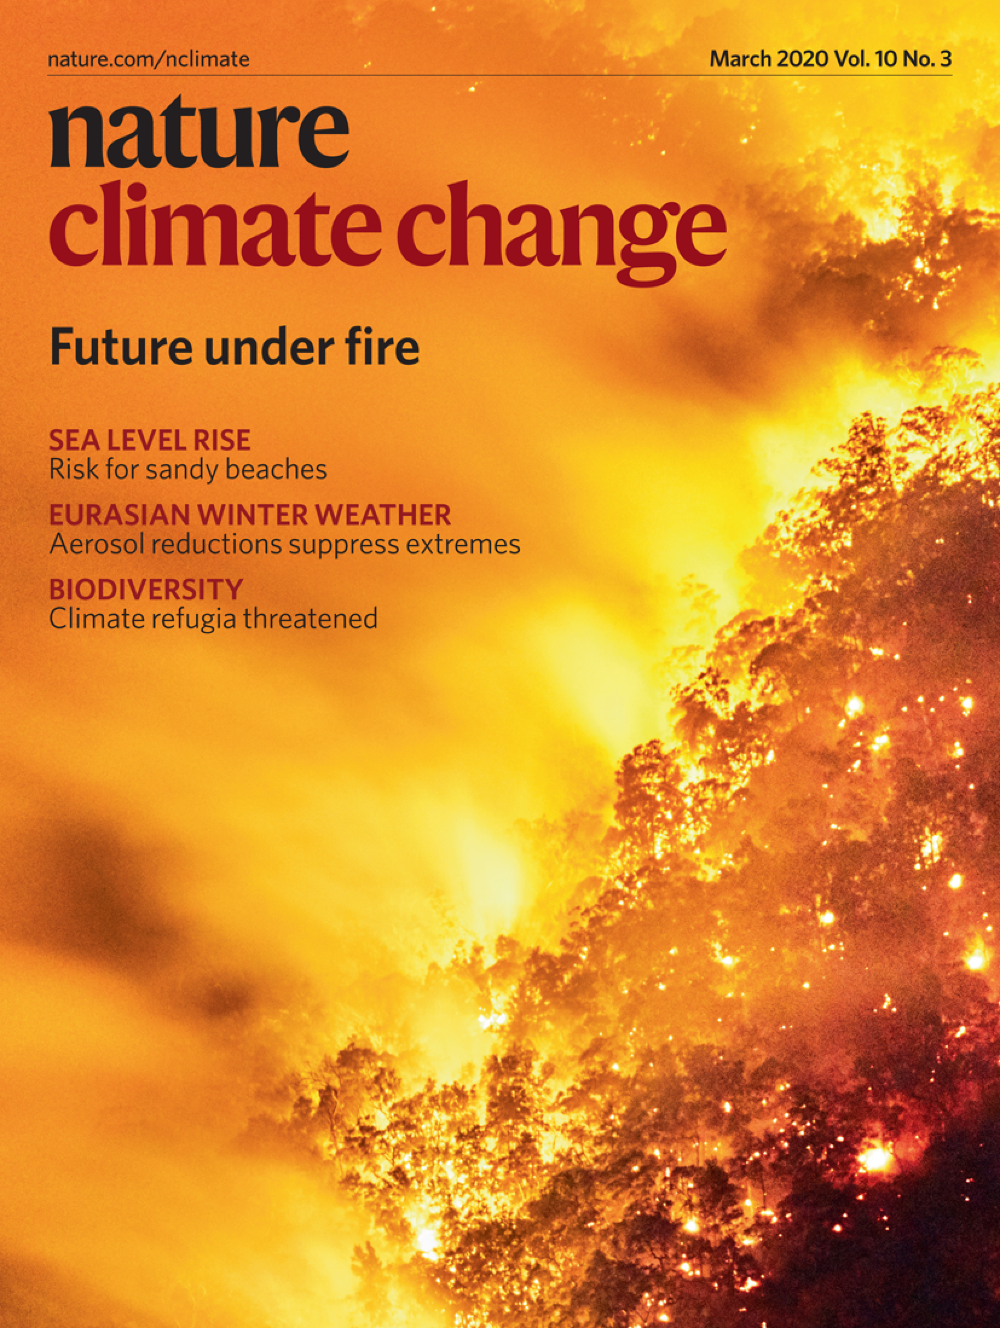 nature.com/nclimate
March 2020 Vol. 10 No. 3
nature
climate change
Future under fire
SEA LEVEL RISE
Risk for sandy beaches
EURASIAN WINTER WEATHER
Aerosol reductions suppress extremes
BIODIVERSITY
Climate refugia threatened